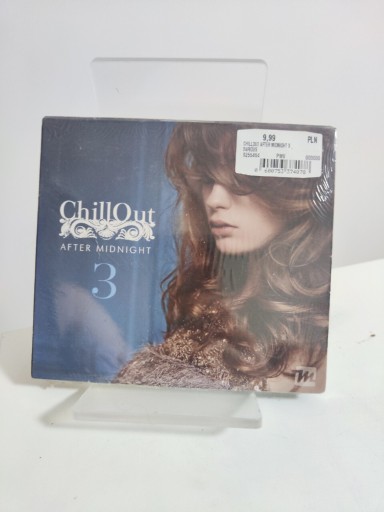 9,99 PLN
CHILLOUT AFTER MIDNIGHT 3
ChillOut
AFTER MIDNIGHT
3